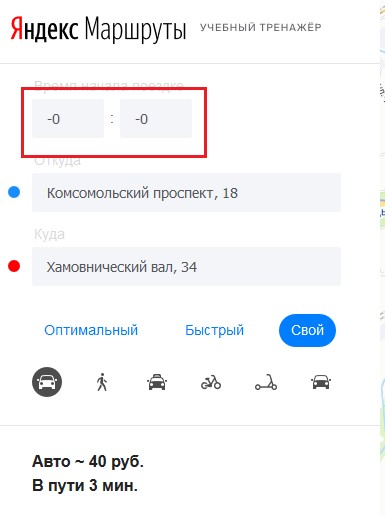 Яндекс Маршруты УЧЕБНЫЙ ТРЕНАЖЁР
Время начала поездке
-0 : -0
Откуда
Комсомольский проспект, 18
Куда
Хамовнический вал, 34
Оптимальный Быстрый Свой
Авто ~ 40 руб.
В пути 3 мин.